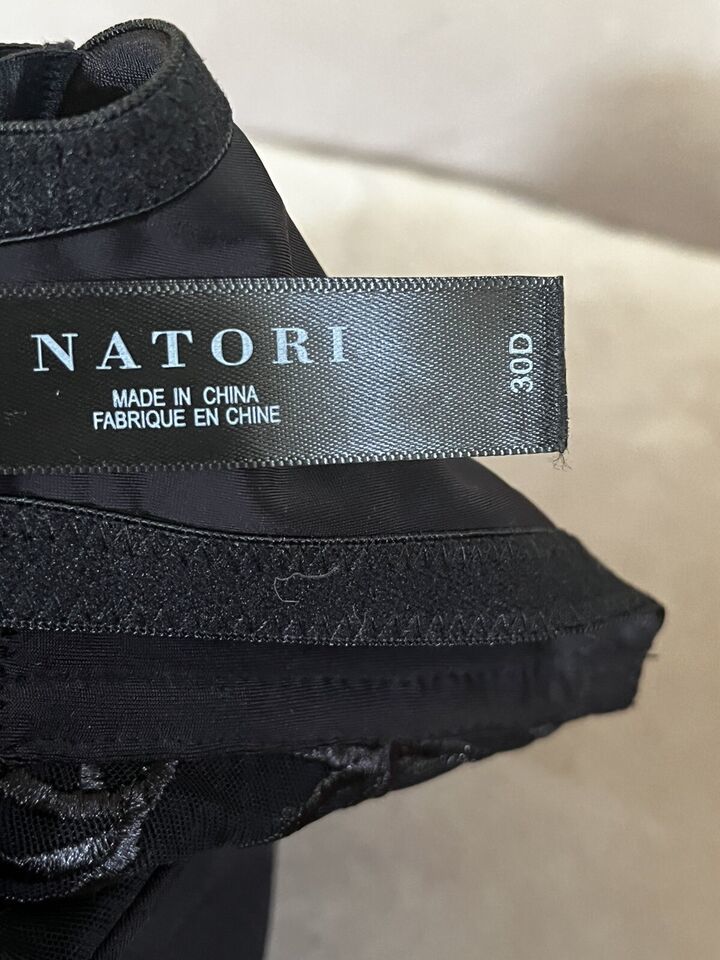 NATORI
MADE IN CHINA
FABRIQUE EN CHINE
30D